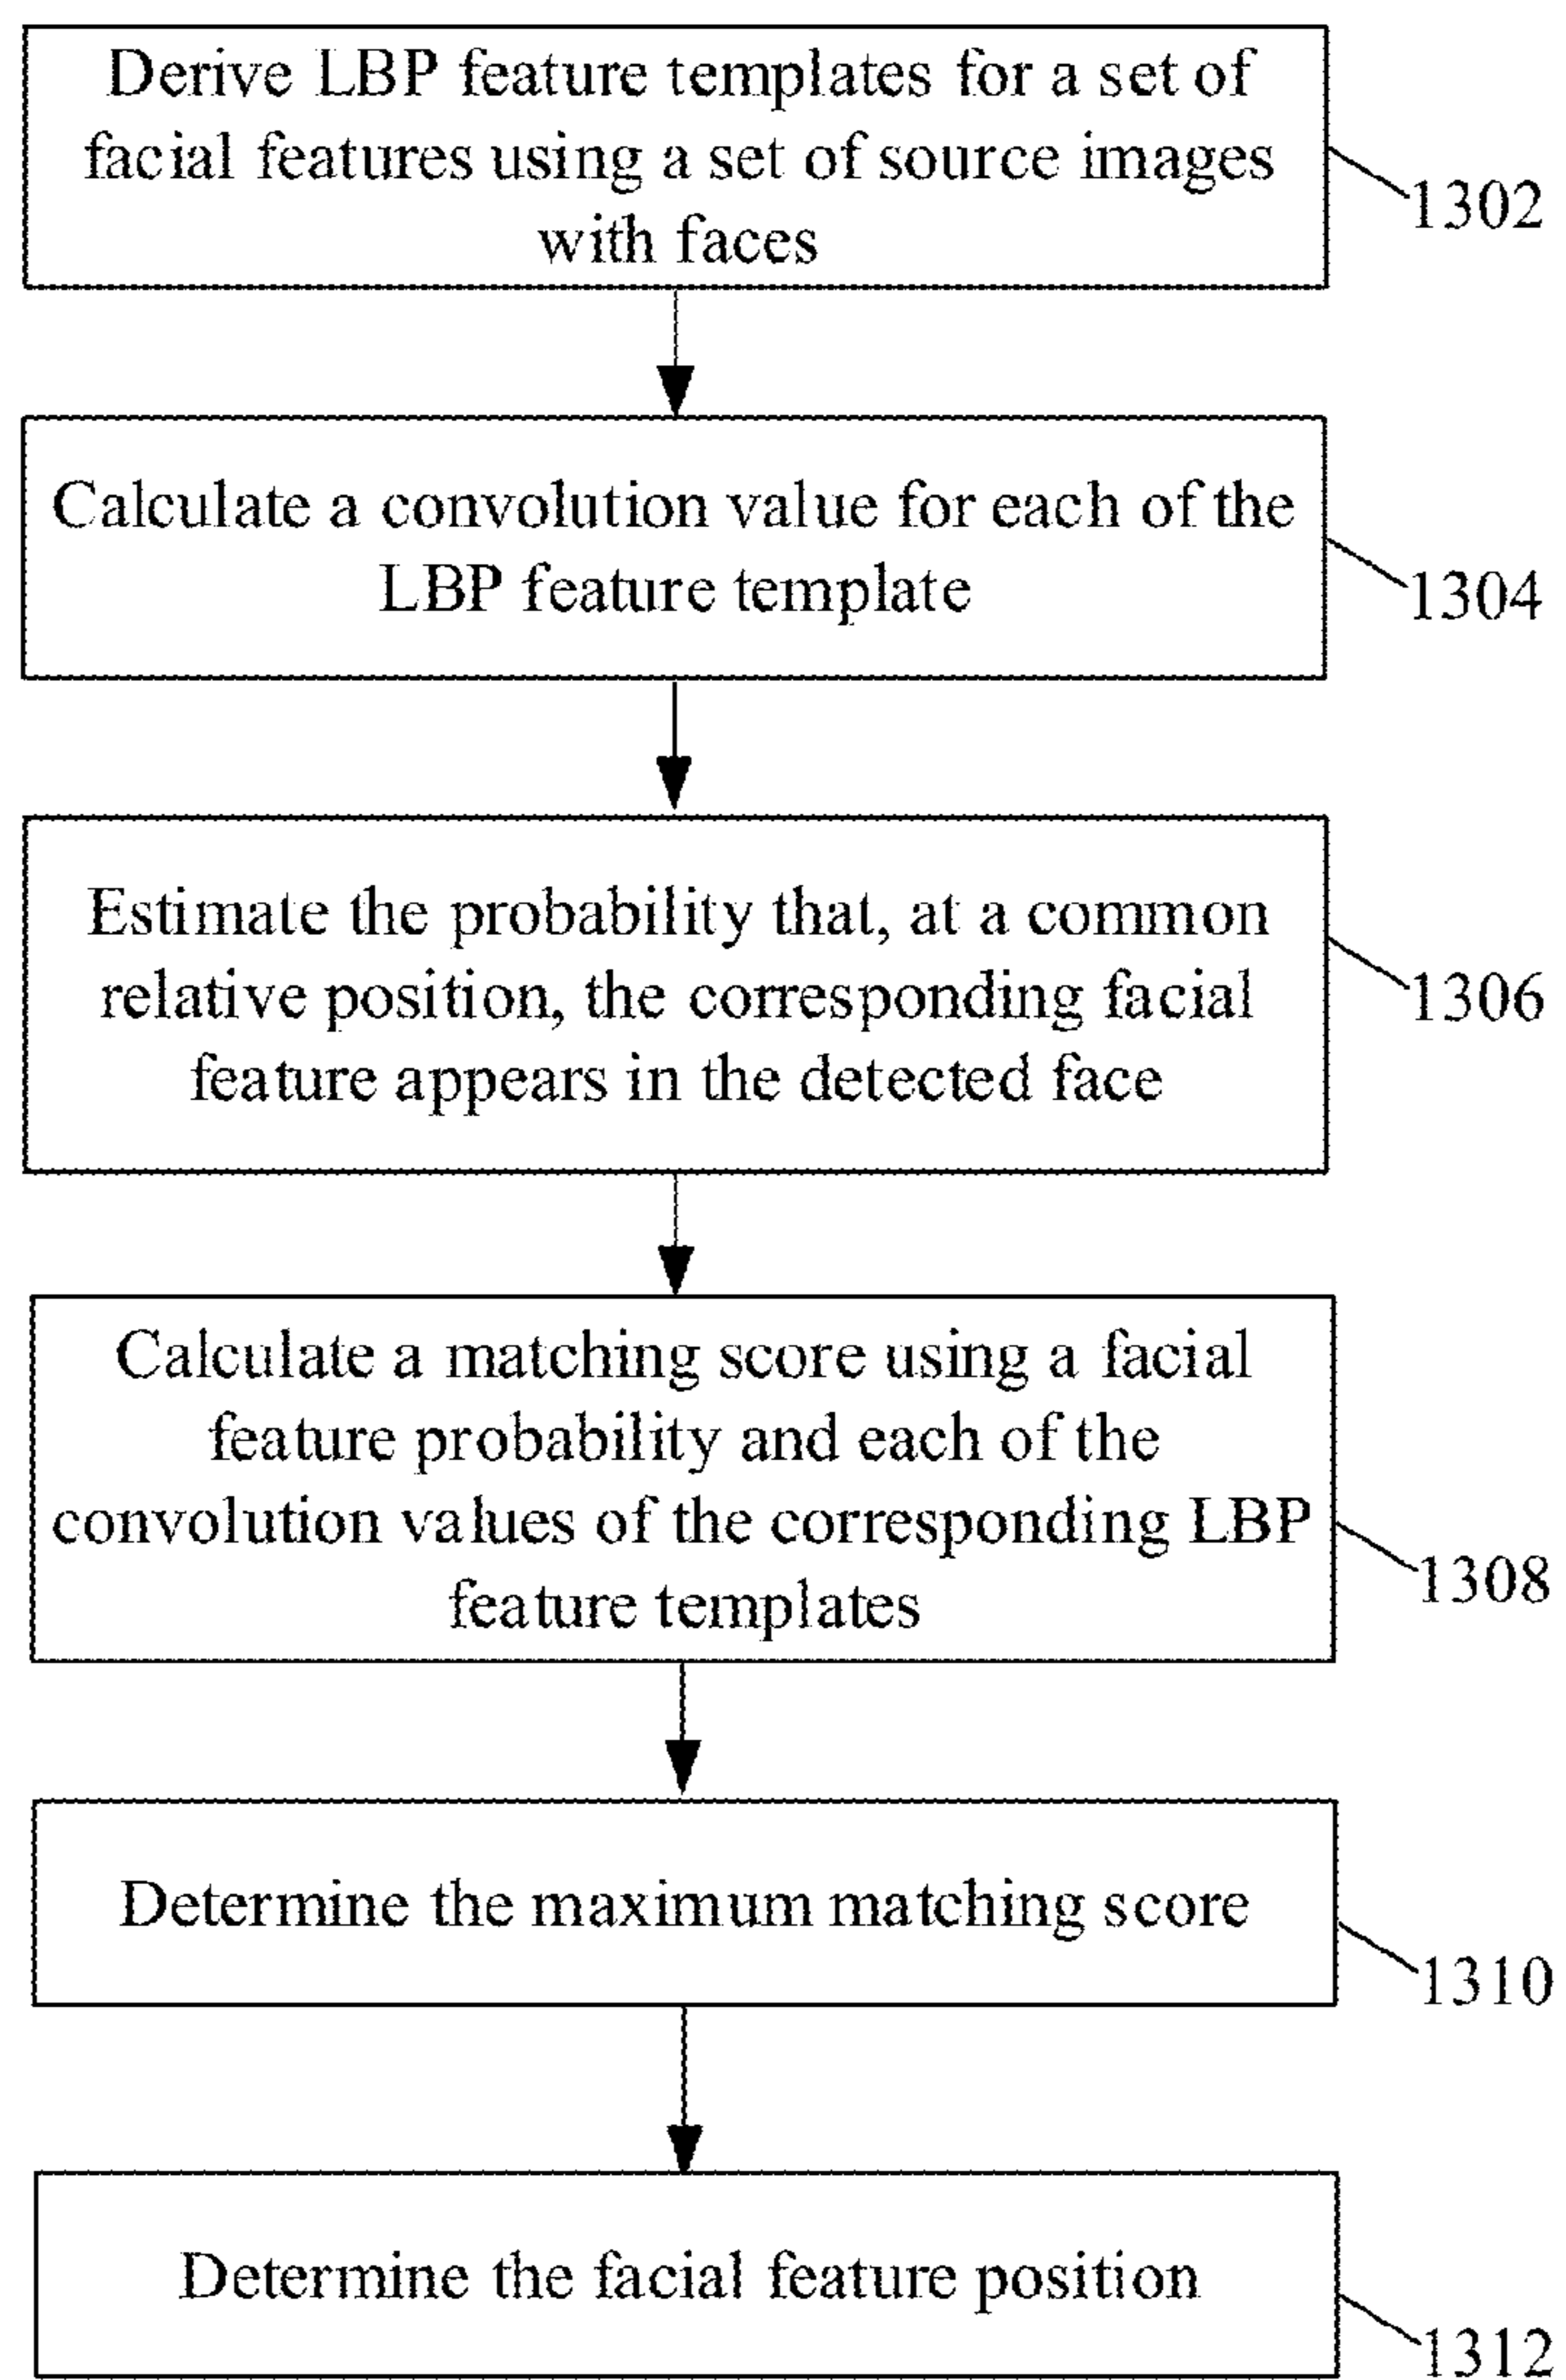 Derive LBP feature templates for a set of
facial features using a set of source images
with faces
1302
Calculate a convolution value for each of the
LBP feature template
1304
Estimate the probability that, at a common
relative position, the corresponding facial
feature appears in the detected face
1306
Calculate a matching score using a facial
feature probability and each of the
convolution values of the corresponding LBP
feature templates
1308
Determine the maximum matching score
1310
Determine the facial feature position
1312